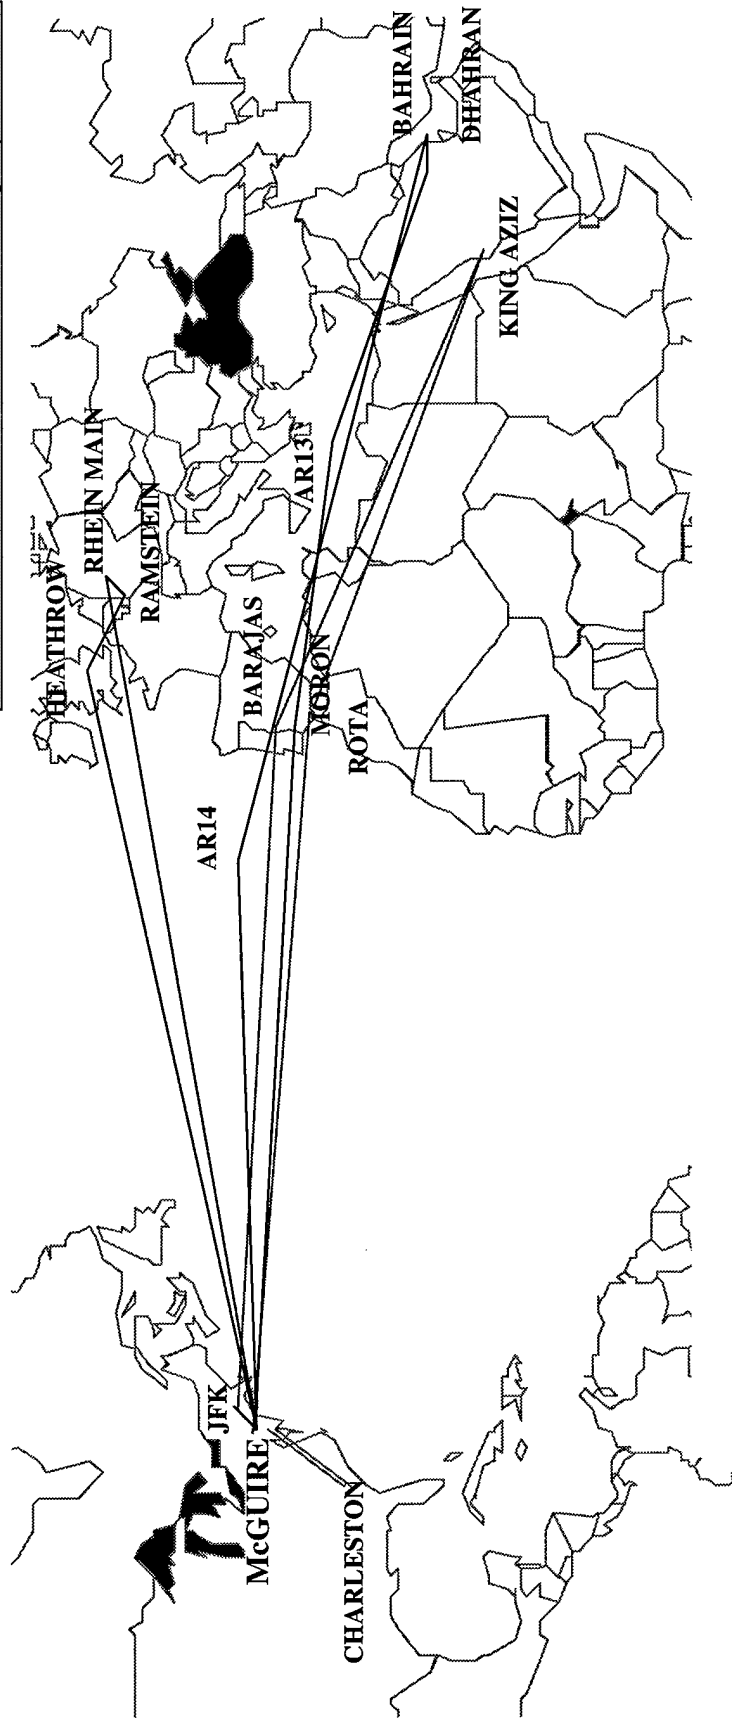 HEATHROW
RHEIN MAIN
RAMSTEIN
BARAJAS
MORON
ROTA
AR13
AR14
BAHRAIN
DHAHRAN
KING AZIZ
JFK
McGUIRE
CHARLESTON